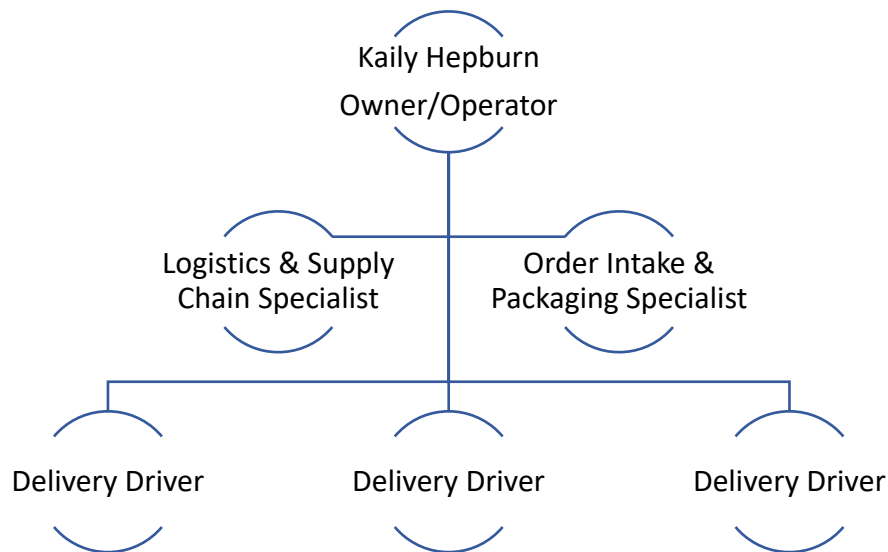 Kaily Hepburn
Owner/Operator
Logistics & Supply
Chain Specialist
Order Intake &
Packaging Specialist
Delivery Driver
Delivery Driver
Delivery Driver